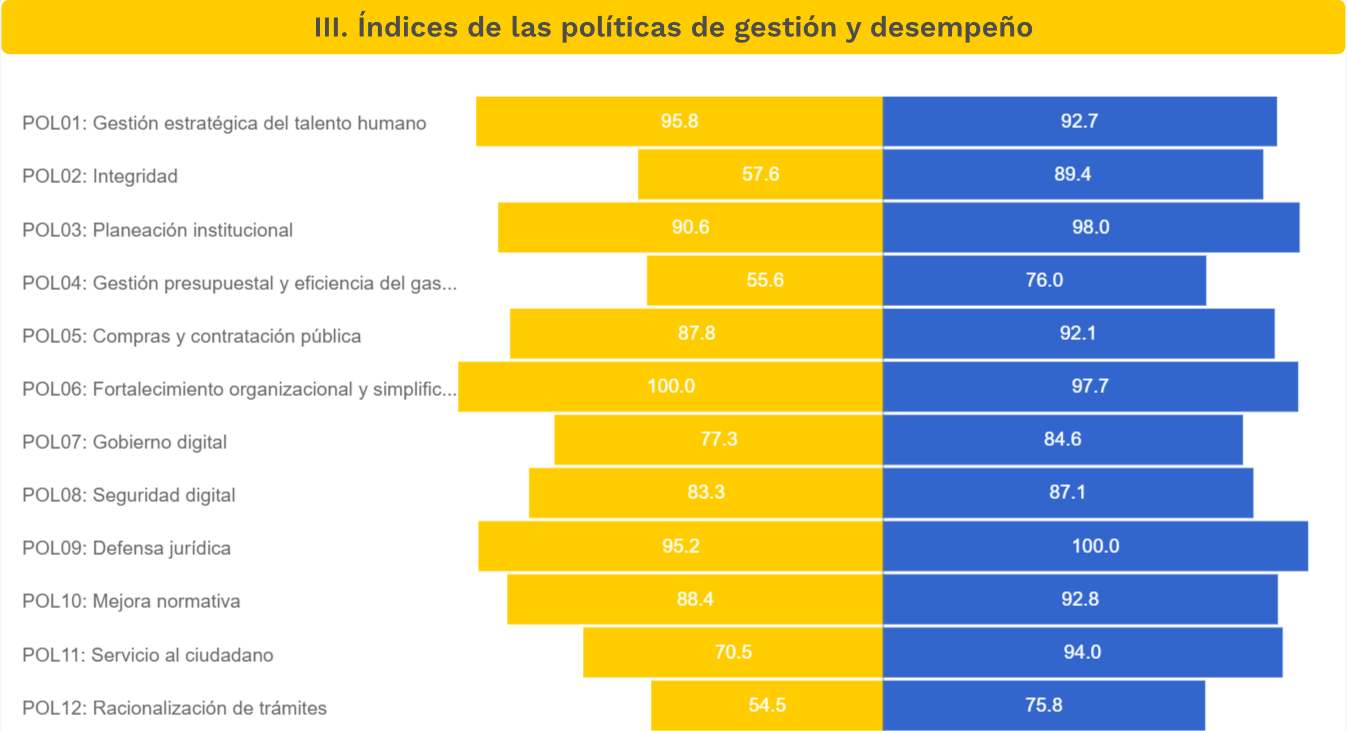 III. Índices de las políticas de gestión y desempeño
POL01: Gestión estratégica del talento humano 95.8 92.7
POL02: Integridad 57.6 89.4
POL03: Planeación institucional 90.6 98.0
POL04: Gestión presupuestal y eficiencia del gas... 55.6 76.0
POL05: Compras y contratación pública 87.8 92.1
POL06: Fortalecimiento organizacional y simplific... 100.0 97.7
POL07: Gobierno digital 77.3 84.6
POL08: Seguridad digital 83.3 87.1
POL09: Defensa jurídica 95.2 100.0
POL10: Mejora normativa 88.4 92.8
POL11: Servicio al ciudadano 70.5 94.0
POL12: Racionalización de trámites 54.5 75.8